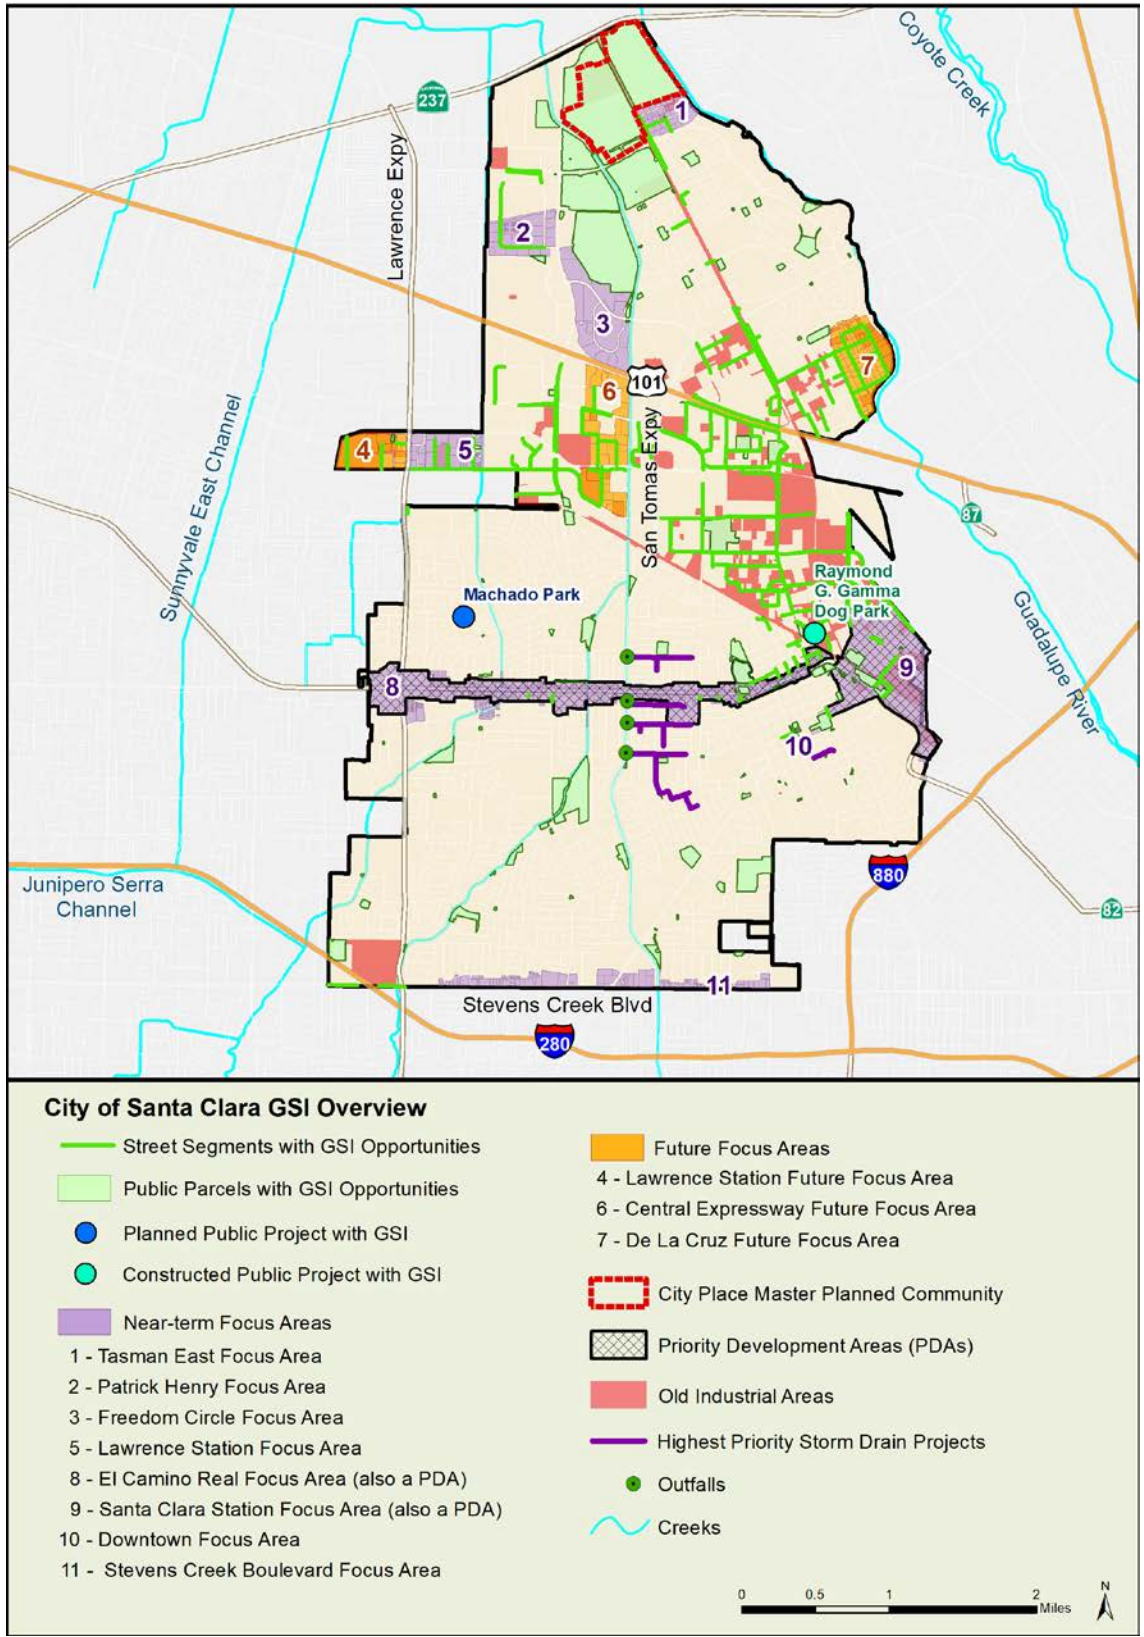 Coyote Creek
CALIFORNIA
237
1
Lawrence Expy
2
3
7
6
101
4
5
San Tomas Expy
Sunnyvale East Channel
87
Raymond
G. Gamma
Dog Park
Machado Park
Guadalupe River
9
8
10
880
Junipero Serra
Channel
82
11
Stevens Creek Blvd
280
City of Santa Clara GSI Overview
Street Segments with GSI Opportunities
Public Parcels with GSI Opportunities
Planned Public Project with GSI
Constructed Public Project with GSI
Near-term Focus Areas
1 - Tasman East Focus Area
2 - Patrick Henry Focus Area
3 - Freedom Circle Focus Area
5 - Lawrence Station Focus Area
8 - El Camino Real Focus Area (also a PDA)
9 - Santa Clara Station Focus Area (also a PDA)
10 - Downtown Focus Area
11 - Stevens Creek Boulevard Focus Area
Future Focus Areas
4 - Lawrence Station Future Focus Area
6 - Central Expressway Future Focus Area
7 - De La Cruz Future Focus Area
City Place Master Planned Community
Priority Development Areas (PDAs)
Old Industrial Areas
Highest Priority Storm Drain Projects
Outfalls
Creeks
0 0.5 1 2
Miles
N